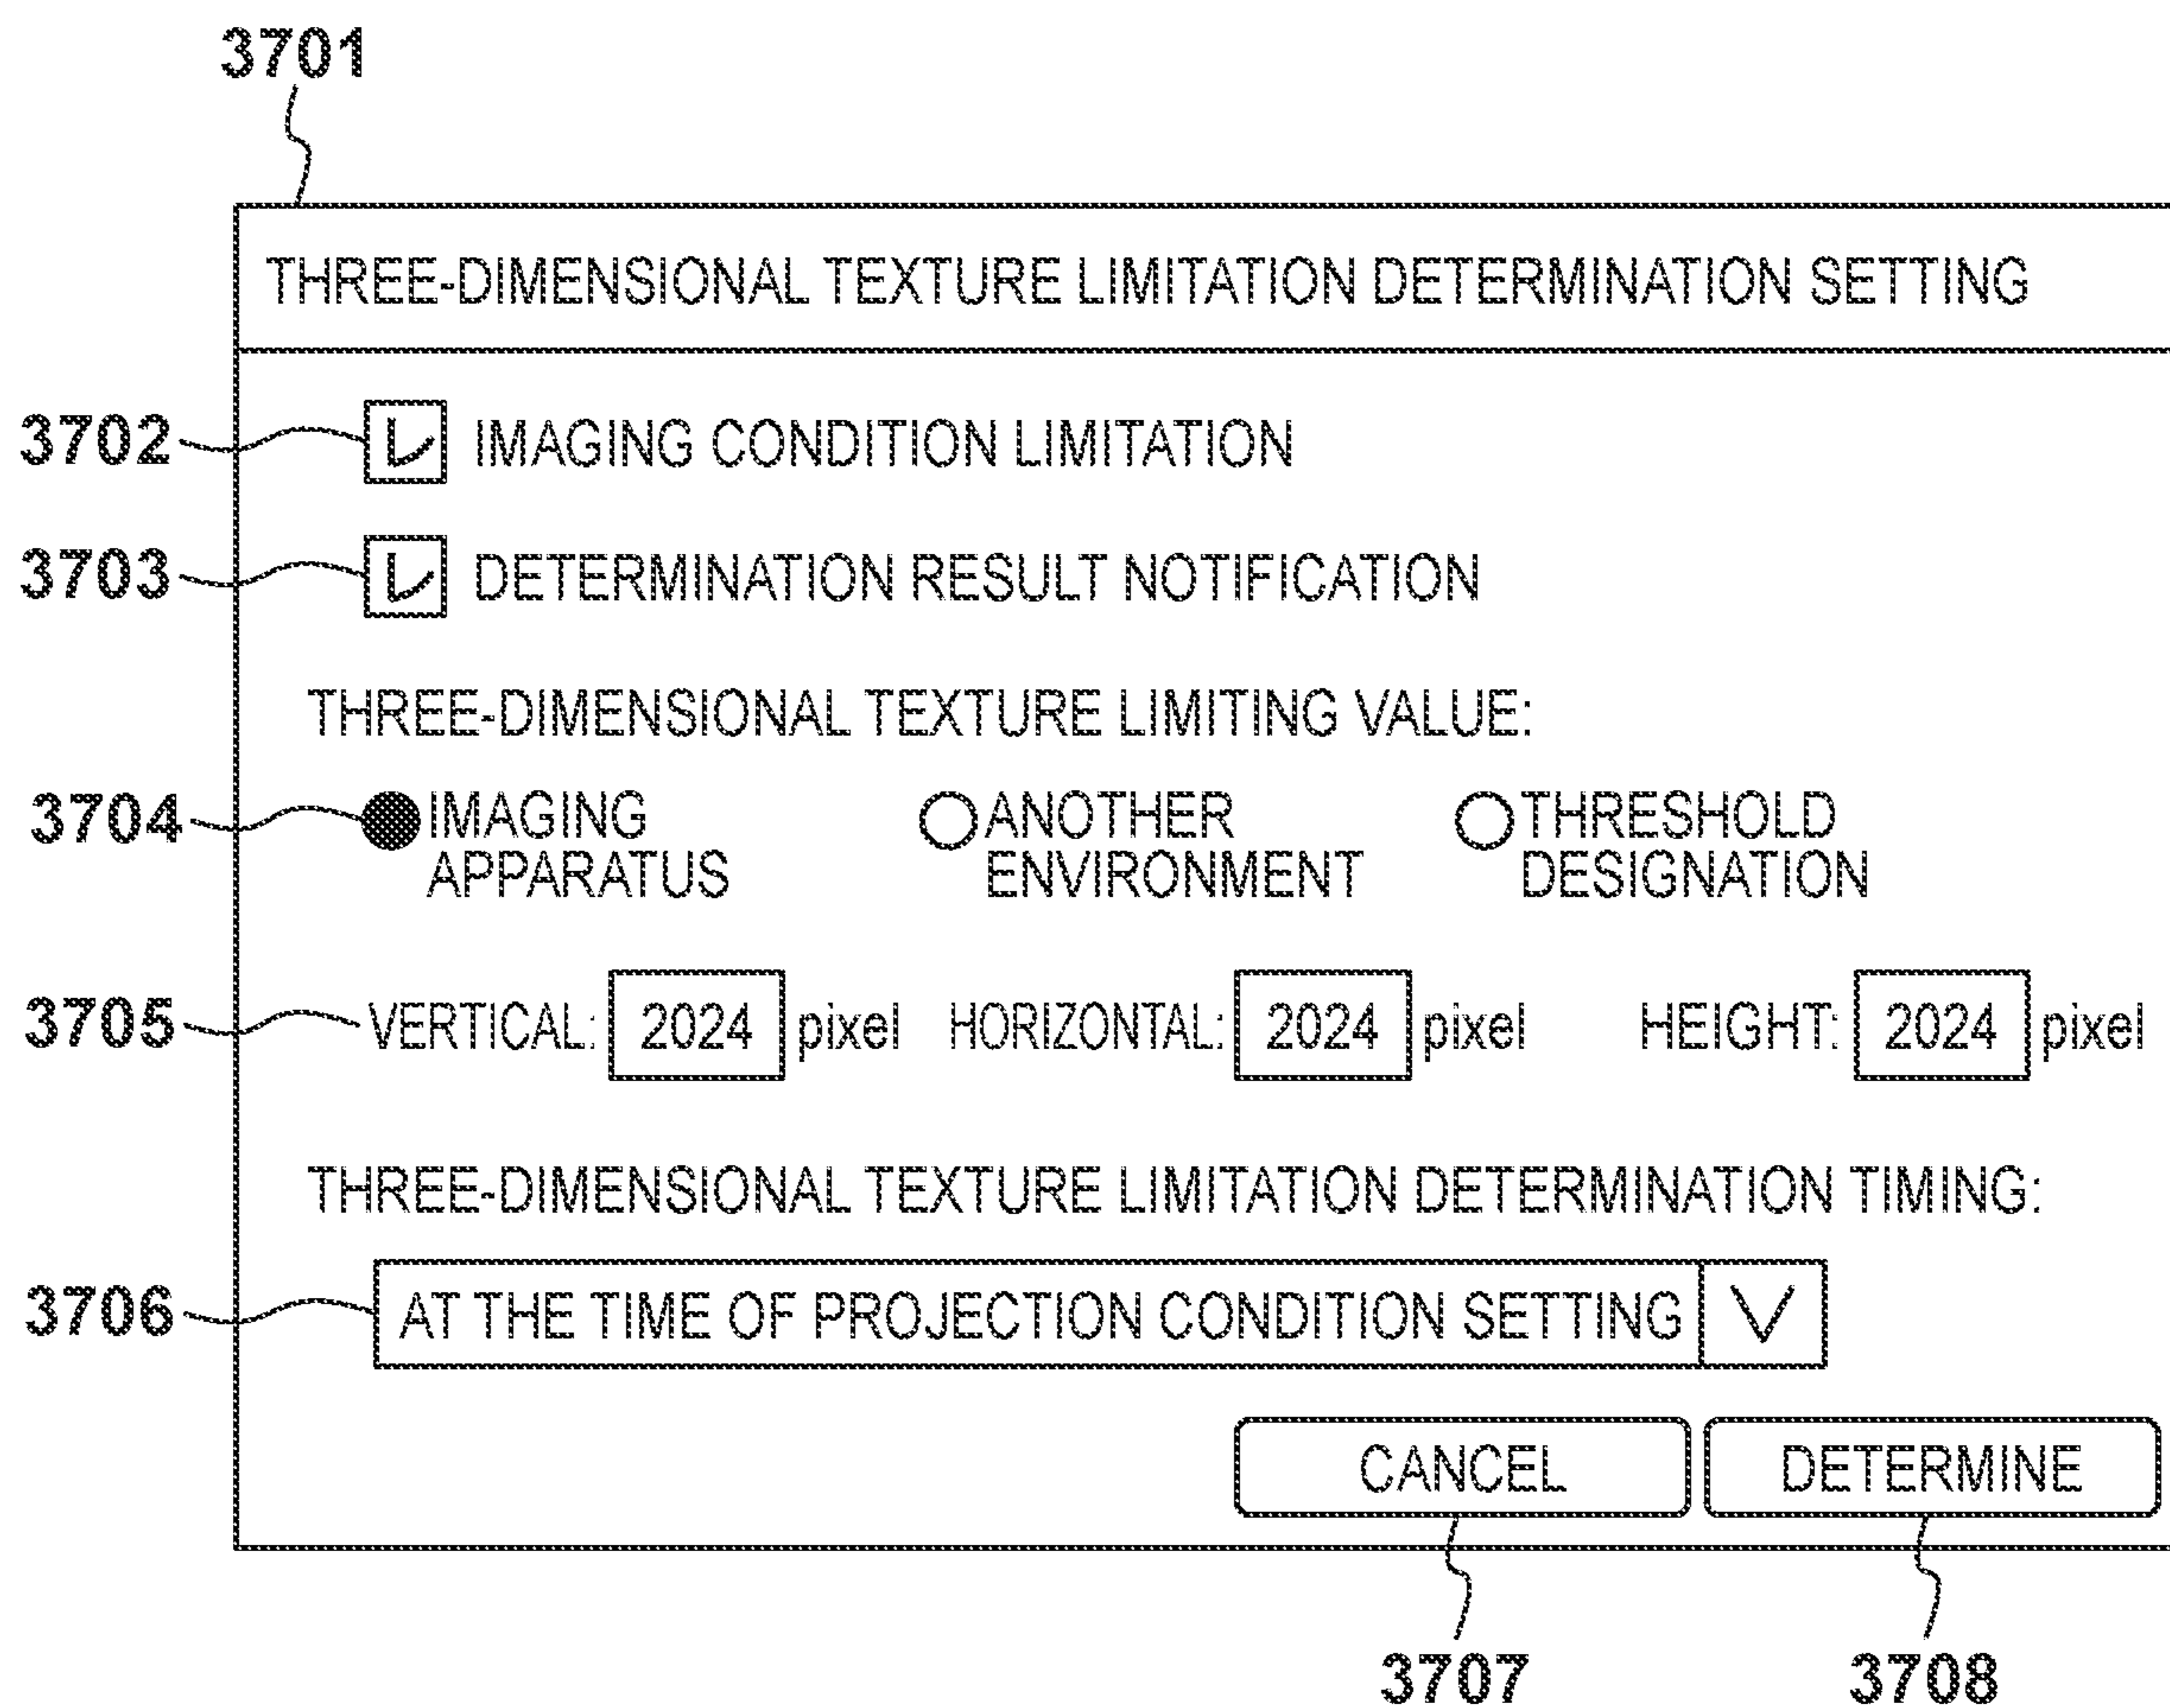 3701
THREE-DIMENSIONAL TEXTURE LIMITATION DETERMINATION SETTING
3702 IMAGING CONDITION LIMITATION
3703 DETERMINATION RESULT NOTIFICATION
THREE-DIMENSIONAL TEXTURE LIMITING VALUE:
3704 IMAGING APPARATUS ANOTHER ENVIRONMENT THRESHOLD DESIGNATION
3705 VERTICAL: 2024 pixel HORIZONTAL: 2024 pixel HEIGHT: 2024 pixel
THREE-DIMENSIONAL TEXTURE LIMITATION DETERMINATION TIMING:
3706 AT THE TIME OF PROJECTION CONDITION SETTING
CANCEL DETERMINE
3707 3708